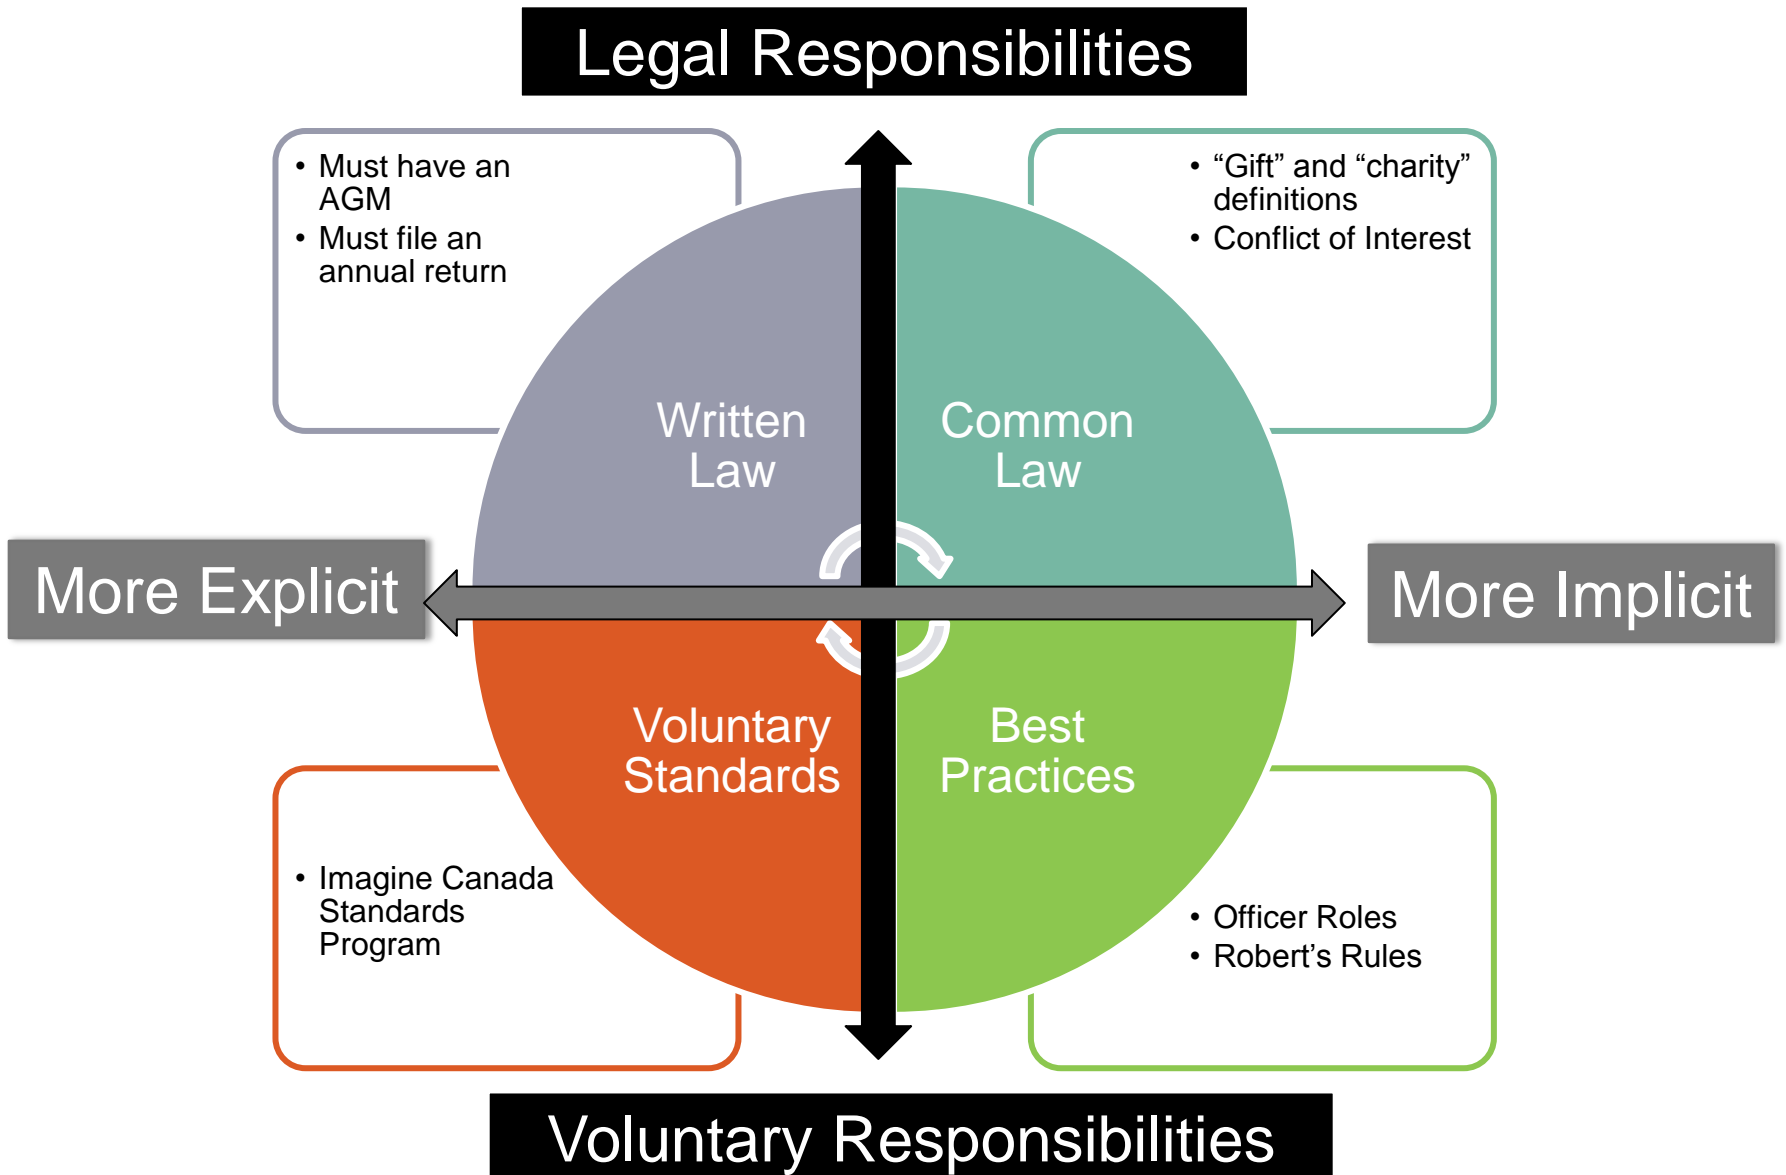 Legal Responsibilities
• Must have an
AGM
• Must file an
annual return
• “Gift” and “charity”
definitions
• Conflict of Interest
Written
Law
Common
Law
More Explicit
More Implicit
Voluntary
Standards
Best
Practices
• Imagine Canada
Standards
Program
• Officer Roles
• Robert’s Rules
Voluntary Responsibilities